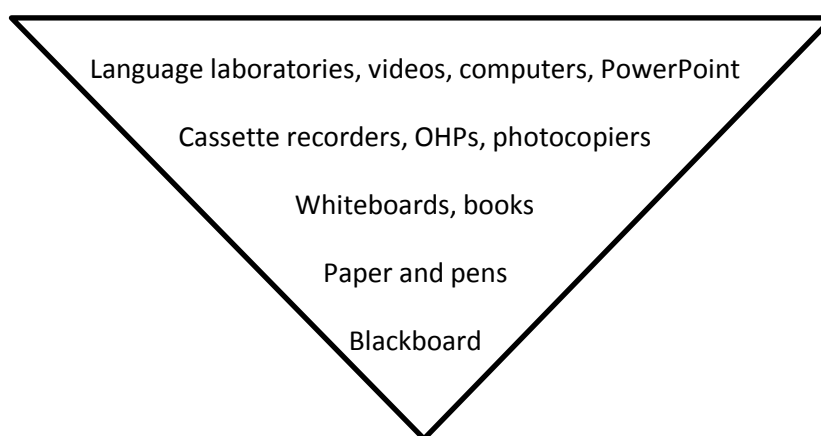 Language laboratories, videos, computers, PowerPoint
Cassette recorders, OHPs, photocopiers
Whiteboards, books
Paper and pens
Blackboard